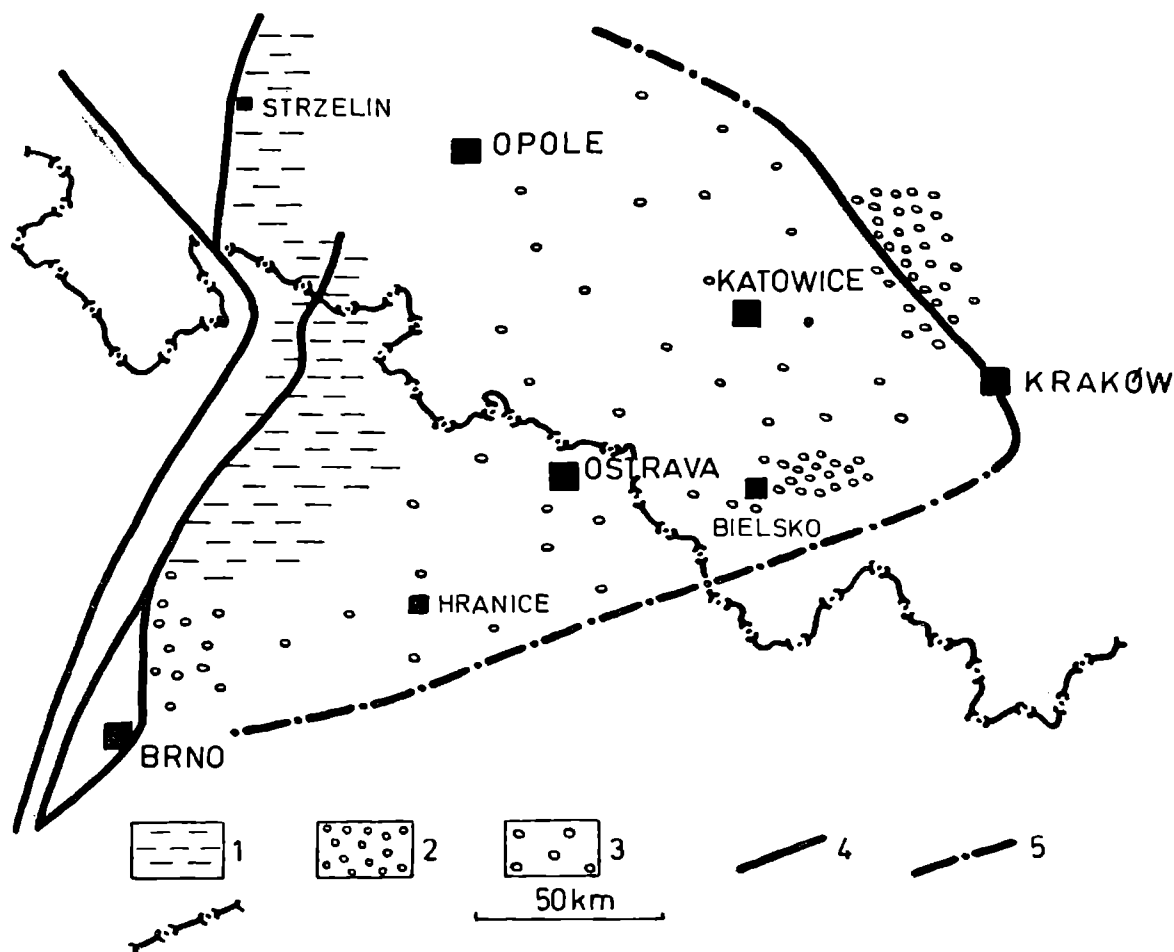 STRZELIN
OPOLE
KATOWICE
KRAKÓW
OSTRAVA
BIELSKO
HRANICE
BRNO
1
2
3
4
5
50km